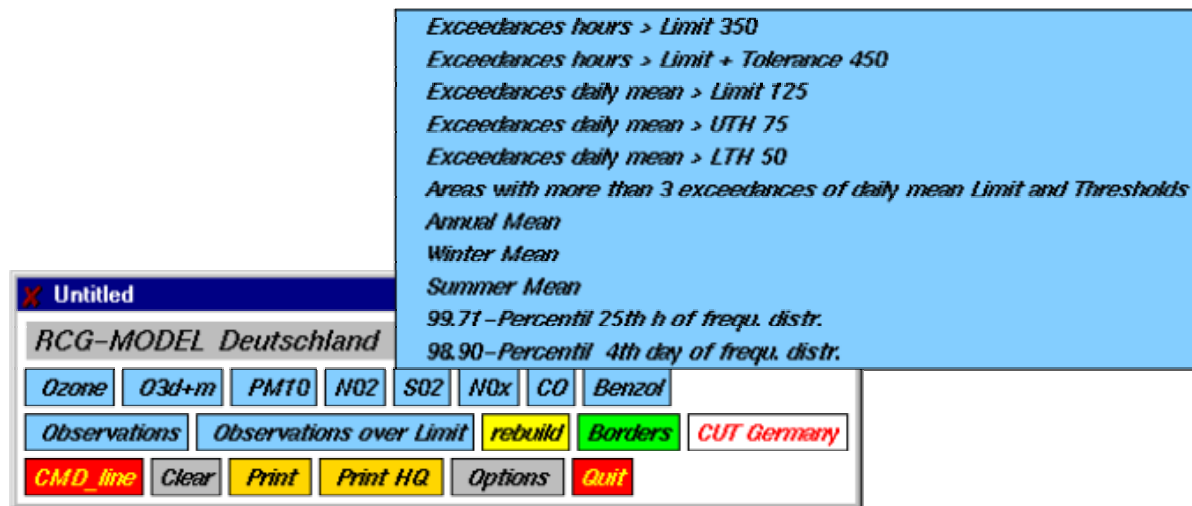 Exceedances hours > Limit 350
Exceedances hours > Limit + Tolerance 450
Exceedances daily mean > Limit 125
Exceedances daily mean > UTH 75
Exceedances daily mean > LTH 50
Areas with more than 3 exceedances of daily mean Limit and Thresholds
Annual Mean
Winter Mean
Summer Mean
99.71-Percentil 25th h of frequ. distr.
98.90-Percentil 4th day of frequ. distr.
X Untitled
RCG-MODEL Deutschland
Ozone O3d+m PM10 NO2 SO2 NOx CO Benzol
Observations Observations over Limit rebuild Borders CUT Germany
CMD_line Clear Print Print HQ Options Quit